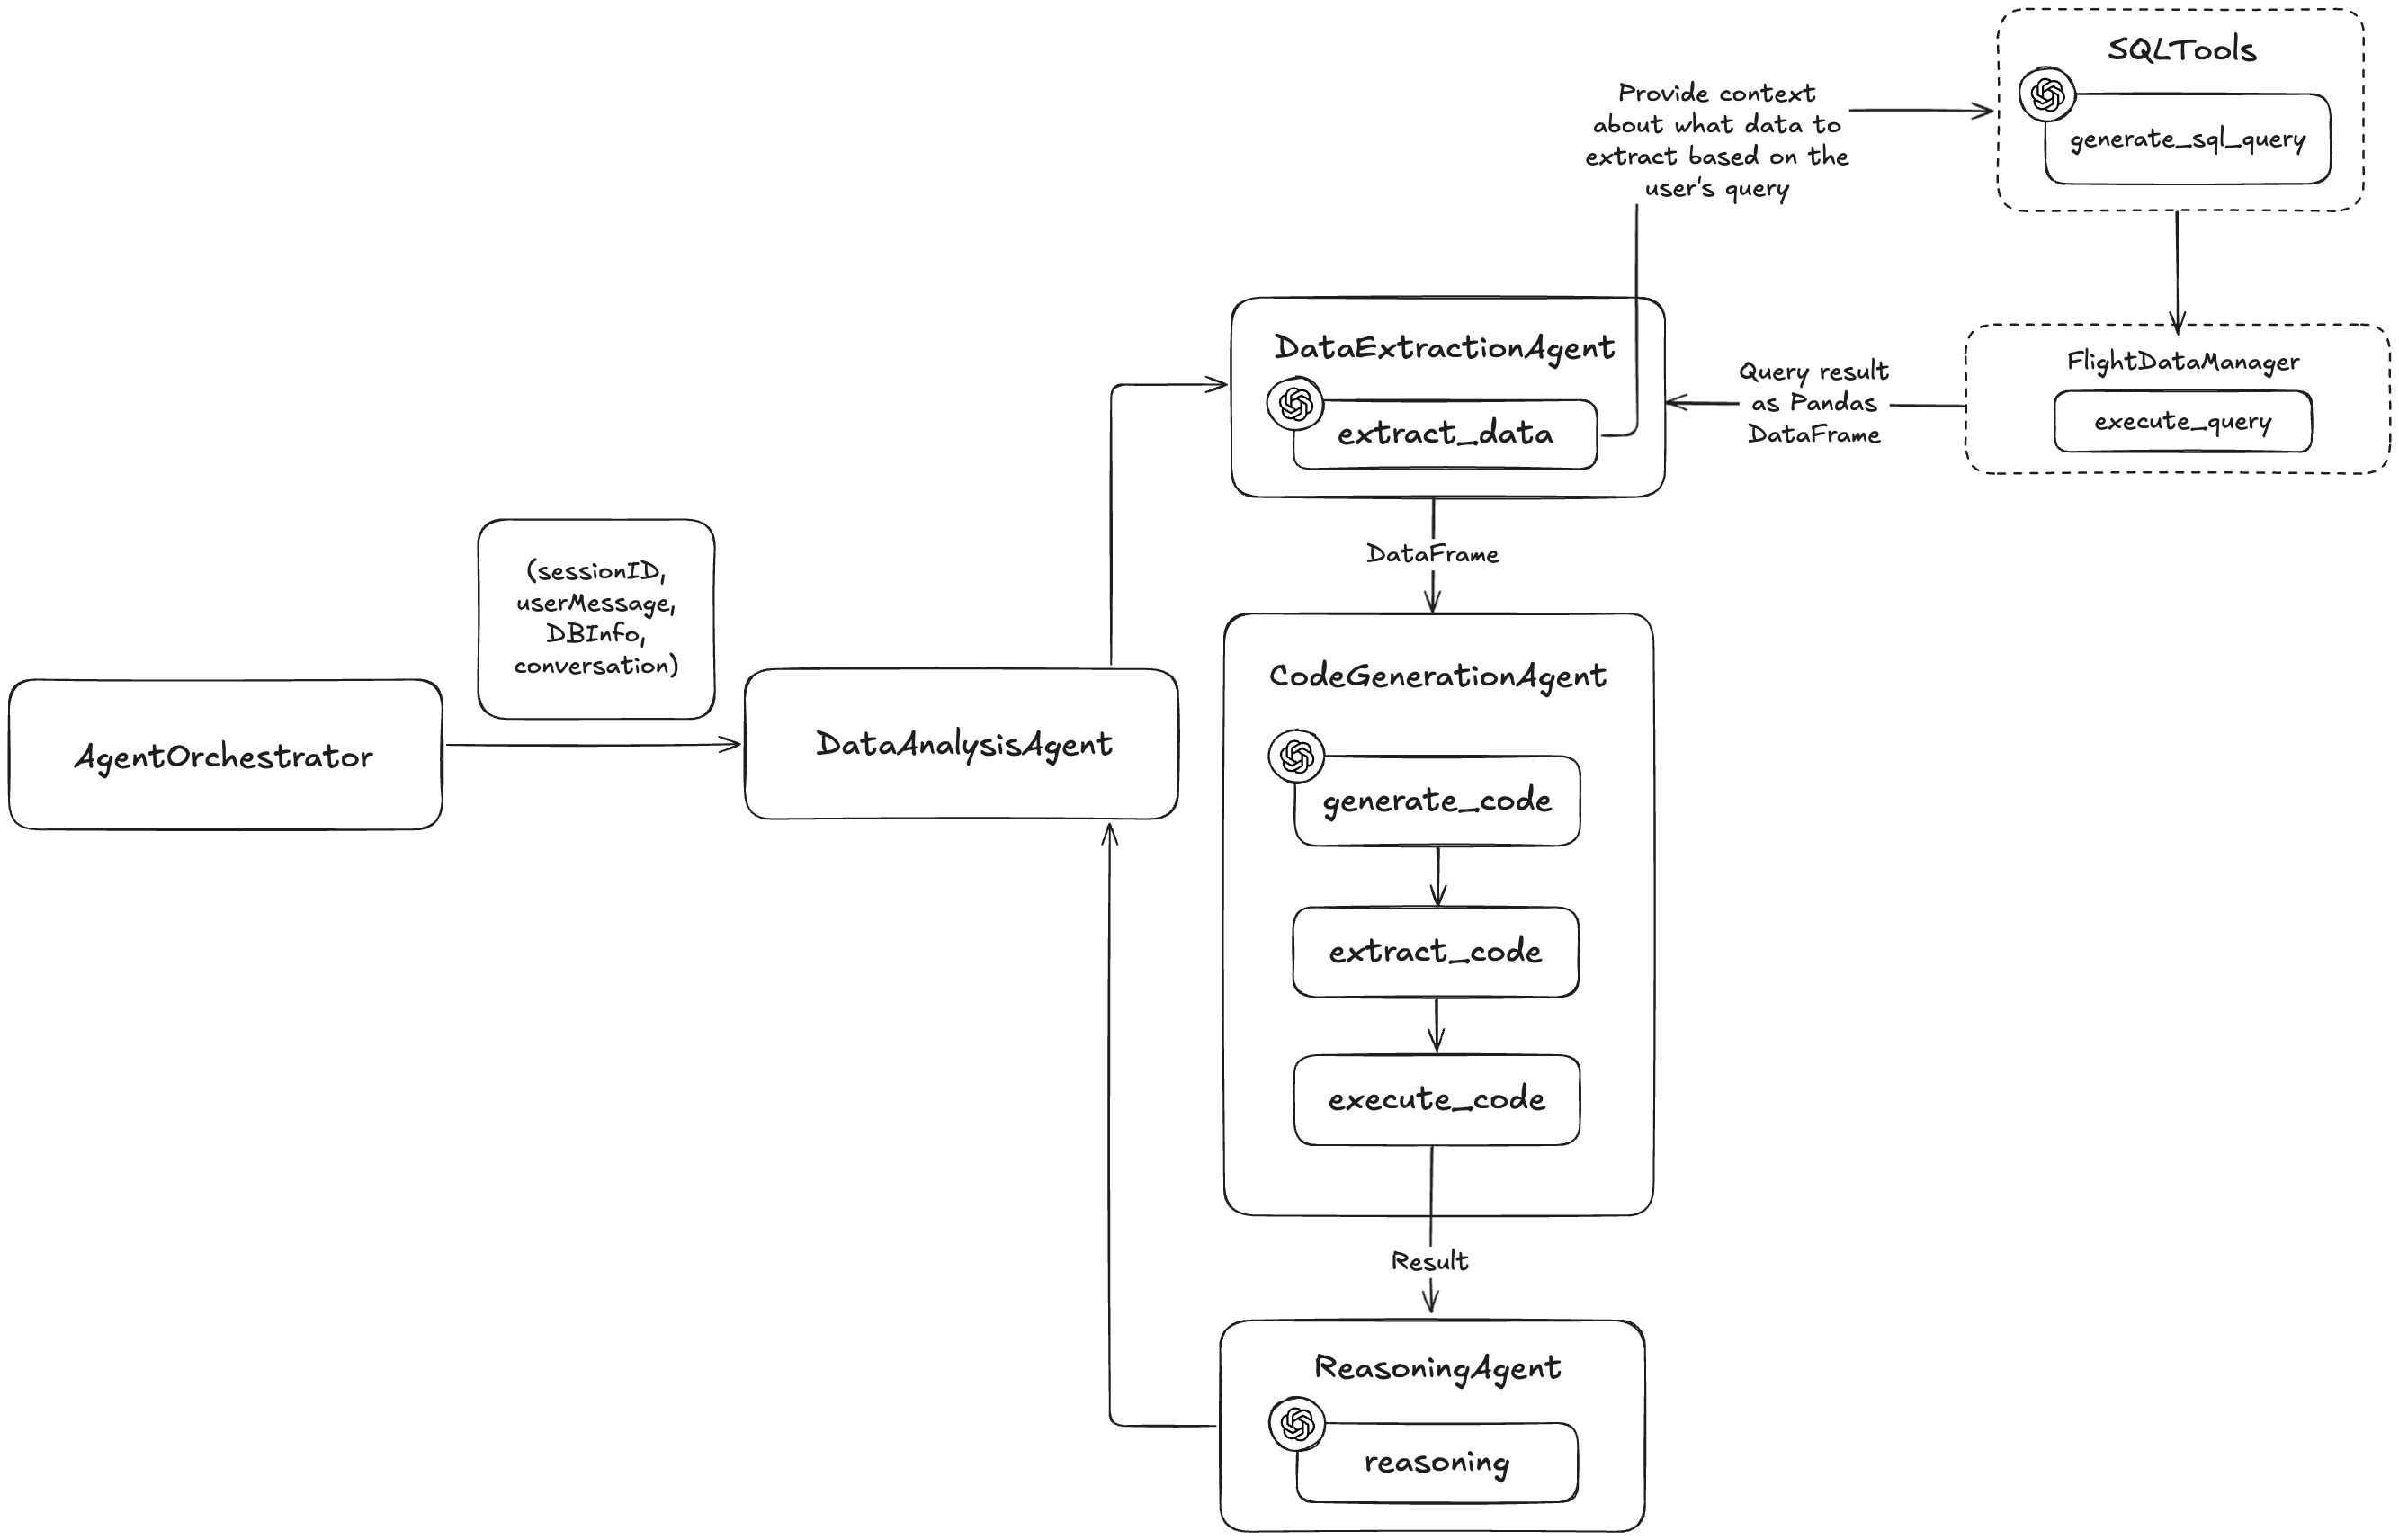 SQLTools
generate_sql_query
Provide context
about what data to
extract based on the
user's query
FlightDataManager
execute_query
Query result
as Pandas
DataFrame
DataExtractionAgent
extract_data
DataFrame
(sessionID,
userMessage,
DBInfo,
conversation)
AgentOrchestrator
DataAnalysisAgent
CodeGenerationAgent
generate_code
extract_code
execute_code
Result
ReasoningAgent
reasoning